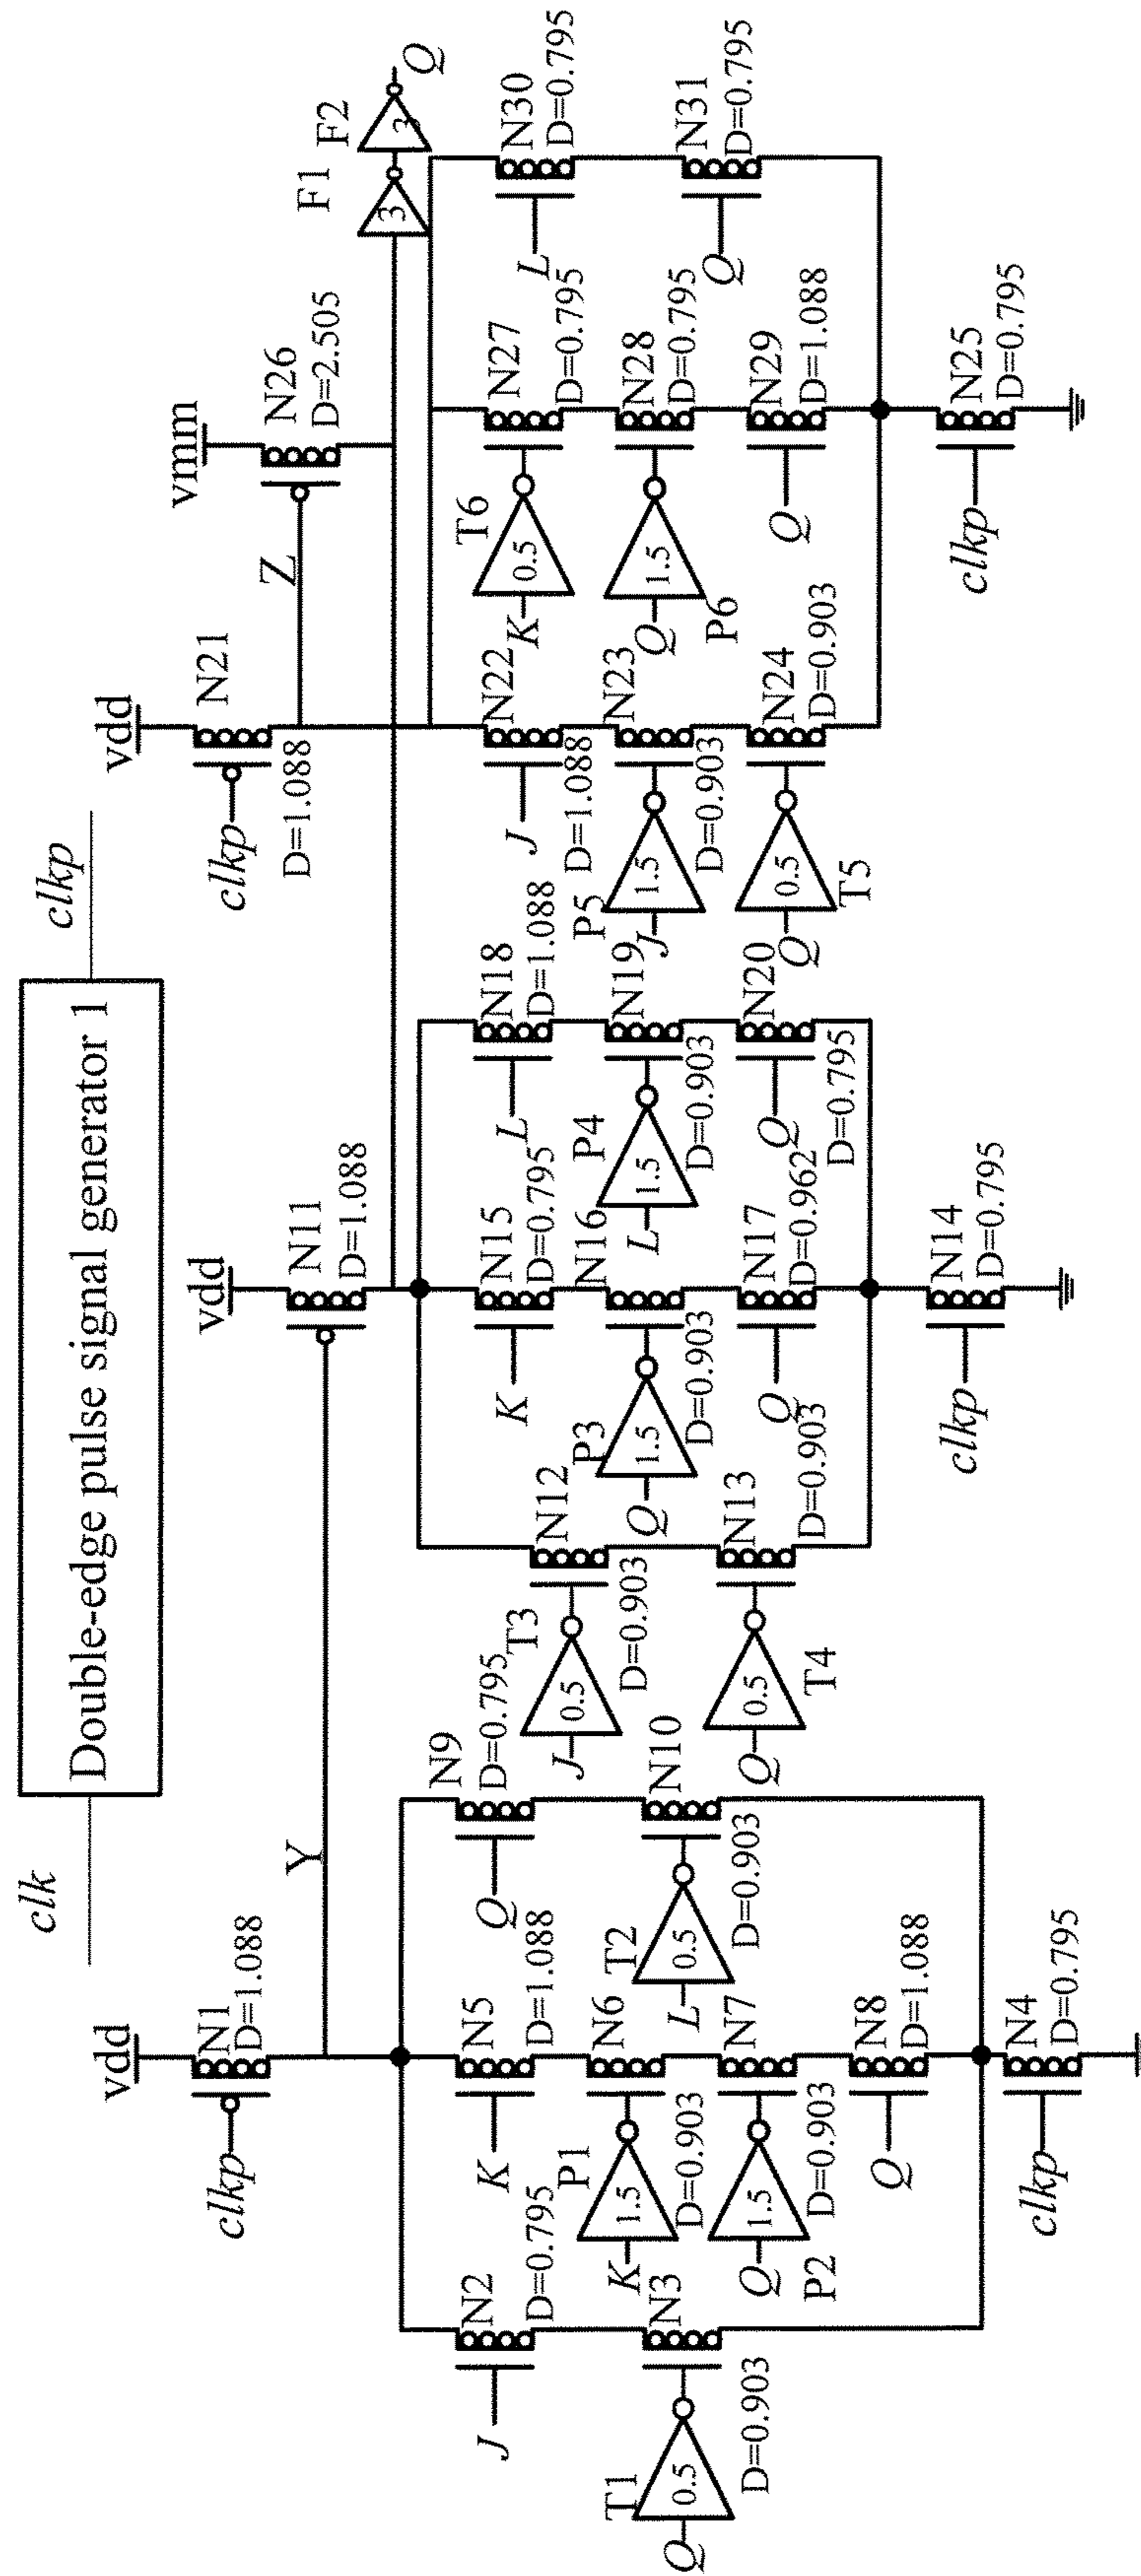 clk
Double-edge pulse signal generator 1
clkp
vdd
clkp
N1
D=1.088
Y
J
N2
D=0.795
Q
T1
0.5
N3
D=0.903
K
N5
D=1.088
K
P1
1.5
N6
D=0.903
Q
P2
1.5
N7
D=0.903
Q
N8
D=1.088
Q
N9
D=0.795
L
T2
0.5
N10
D=0.903
clkp
N4
D=0.795
vdd
N11
D=1.088
J
T3
0.5
N12
D=0.903
Q
T4
0.5
N13
D=0.903
K
N15
D=0.795
Q
P3
1.5
N16
D=0.903
Q
N17
D=0.962
L
N18
D=1.088
L
P4
1.5
N19
D=0.903
Q
N20
D=0.795
clkp
N14
D=0.795
vdd
clkp
N21
D=1.088
Z
vmm
N26
D=2.505
F1
3
F2
3
Q
J
N22
D=1.088
J
P5
1.5
N23
D=0.903
Q
T5
0.5
N24
D=0.903
K
T6
0.5
N27
D=0.795
Q
P6
1.5
N28
D=0.795
Q
N29
D=1.088
L
N30
D=0.795
Q
N31
D=0.795
clkp
N25
D=0.795